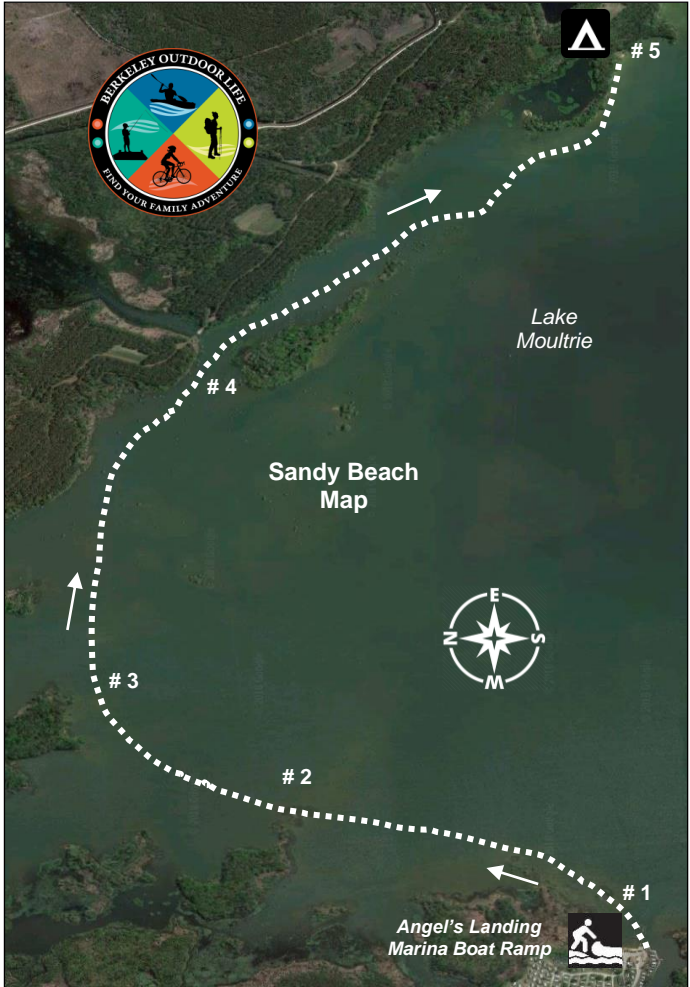 BERKELEY OUTDOOR LIFE
FIND YOUR FAMILY ADVENTURE
# 5
Lake
Moultrie
# 4
Sandy Beach
Map
E
N
S
W
# 3
# 2
# 1
Angel's Landing
Marina Boat Ramp